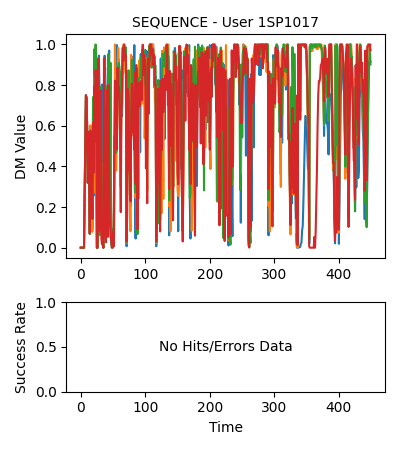 SEQUENCE - User 1SP1017
DM Value
1.0
0.8
0.6
0.4
0.2
0.0
0 100 200 300 400
Success Rate
1.0
0.5
0.0
No Hits/Errors Data
0 100 200 300 400
Time